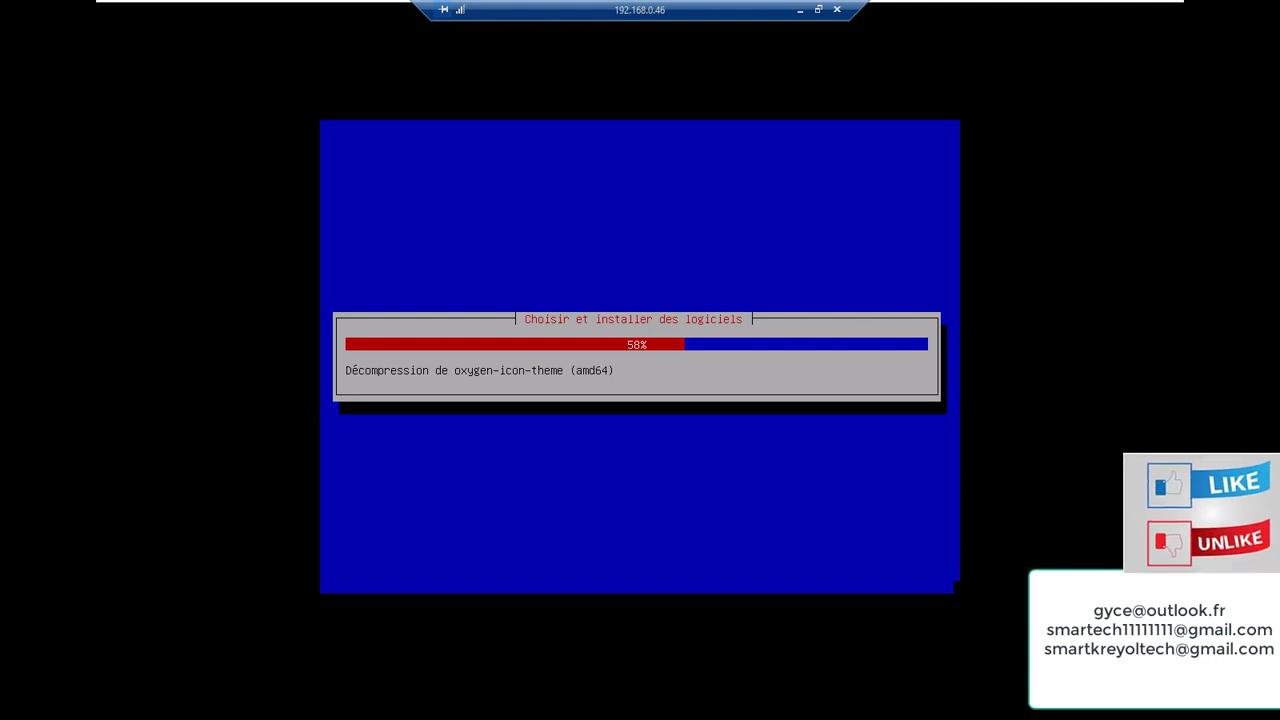 192.168.0.46
Choisir et installer des logiciels
58%
Décompression de oxygen-icon-theme (amd64)
LIKE
UNLIKE
gyce@outlook.fr
smartech11111111@gmail.com
smartkreyoltech@gmail.com